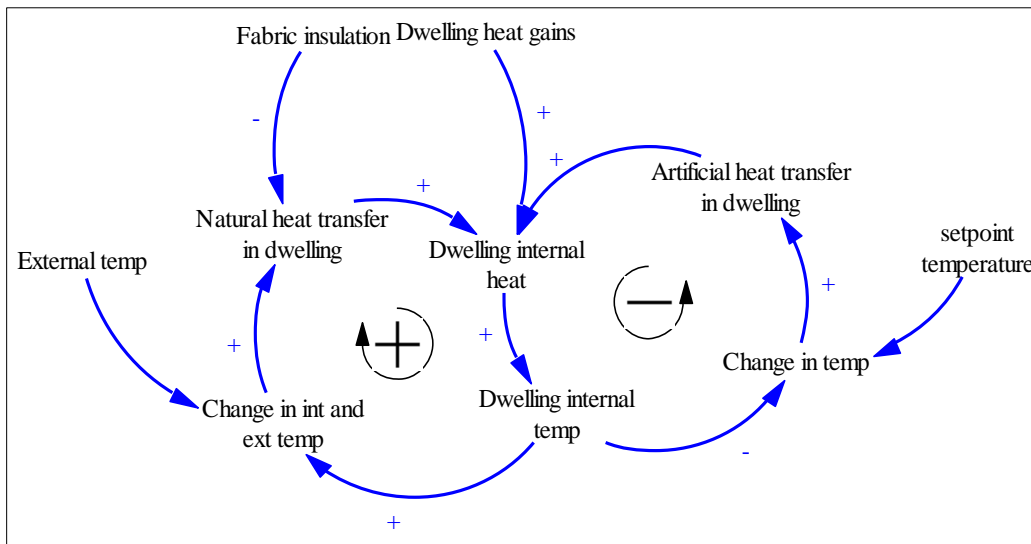 Fabric insulation
Dwelling heat gains
-
+
+
Artificial heat transfer
in dwelling
+
Natural heat transfer
in dwelling
Dwelling internal
heat
setpoint
temperature
External temp
+
+
+
+
Change in temp
Change in int and
ext temp
Dwelling internal
temp
-
+